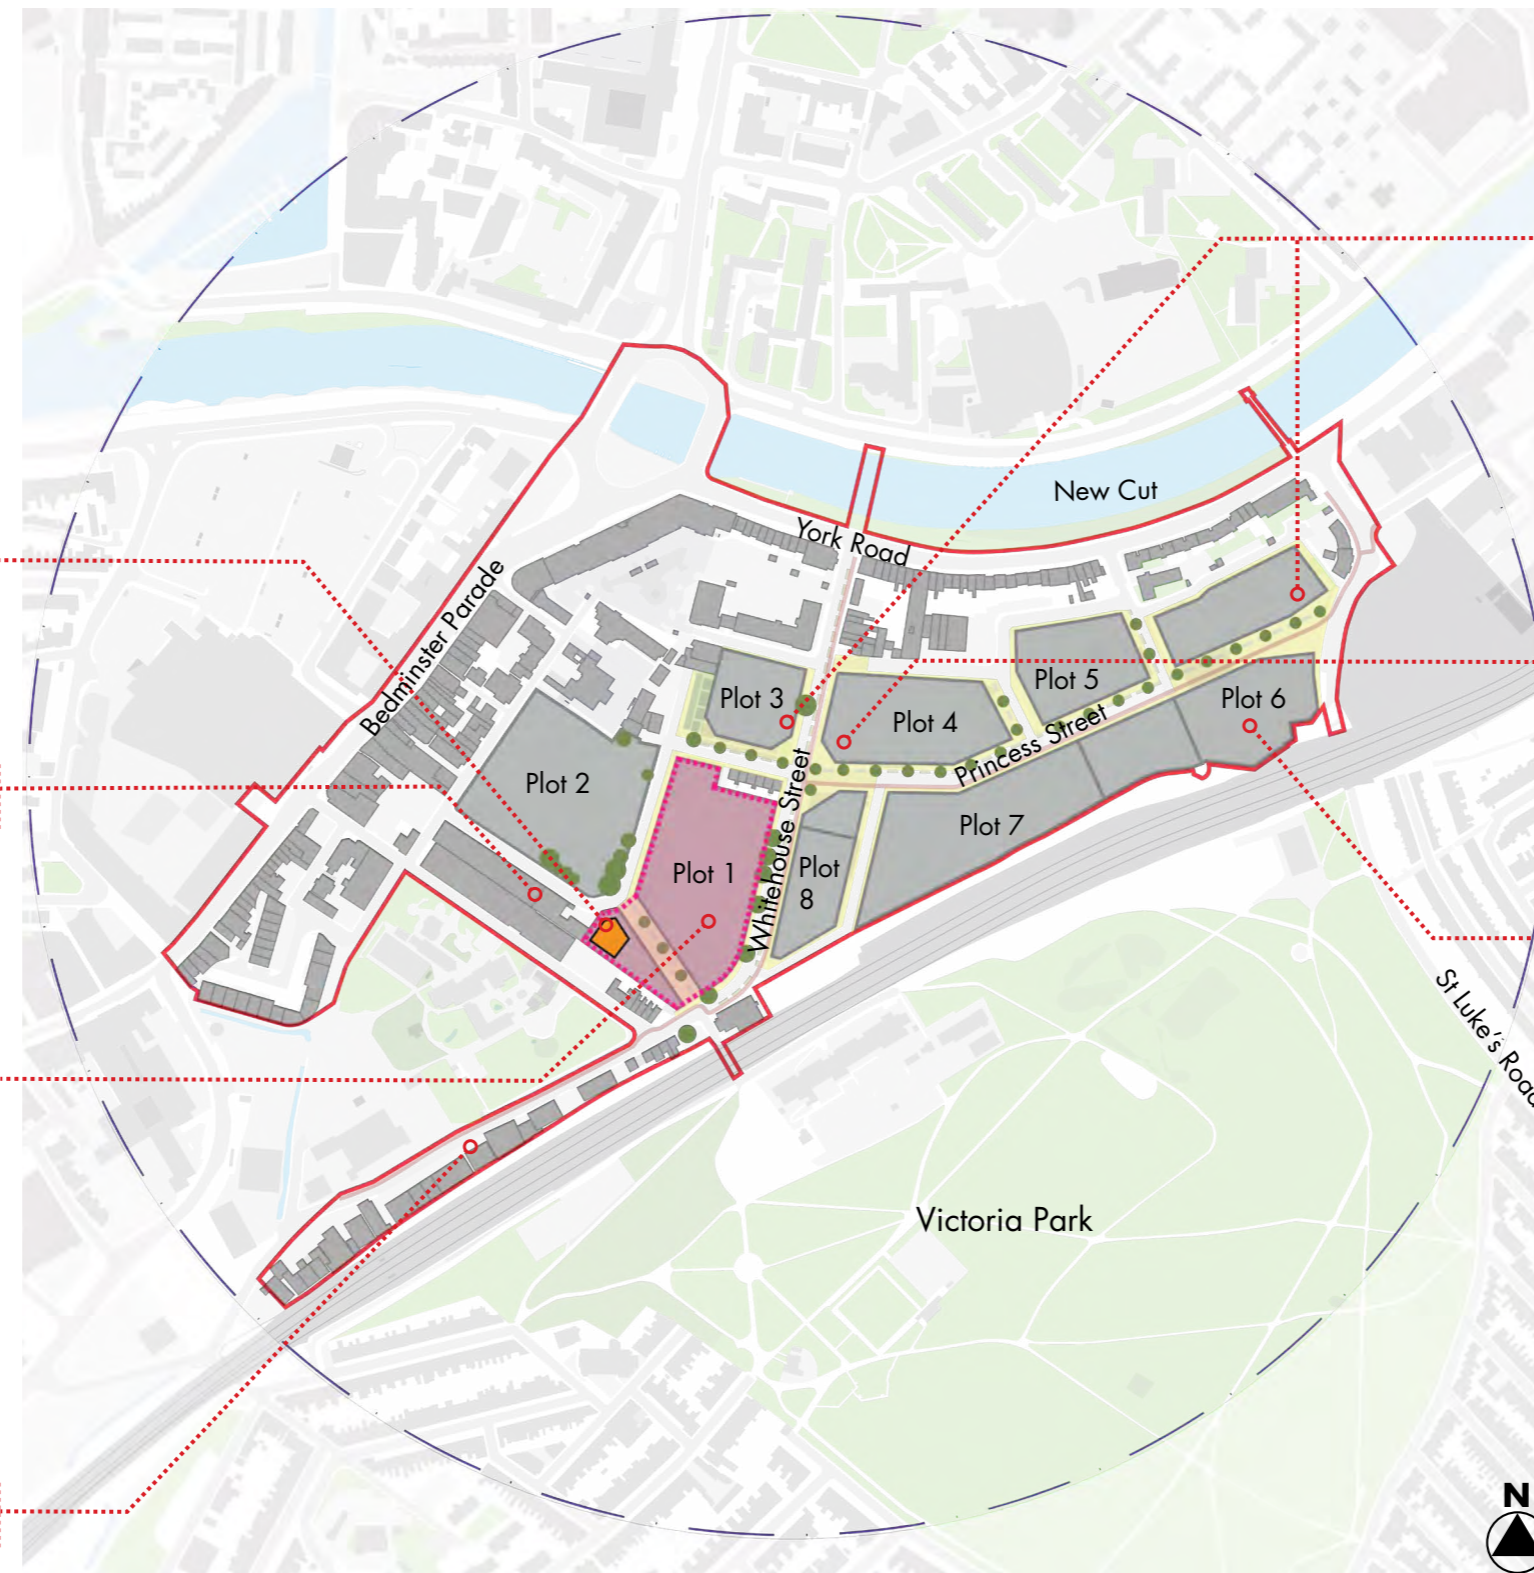 New Cut
York Road
Bedminster Parade
Plot 3
Plot 4
Plot 5
Plot 6
Princess Street
Plot 2
Whitehouse Street
Plot 7
Plot 1
Plot
8
St Luke's Road
Victoria Park
N